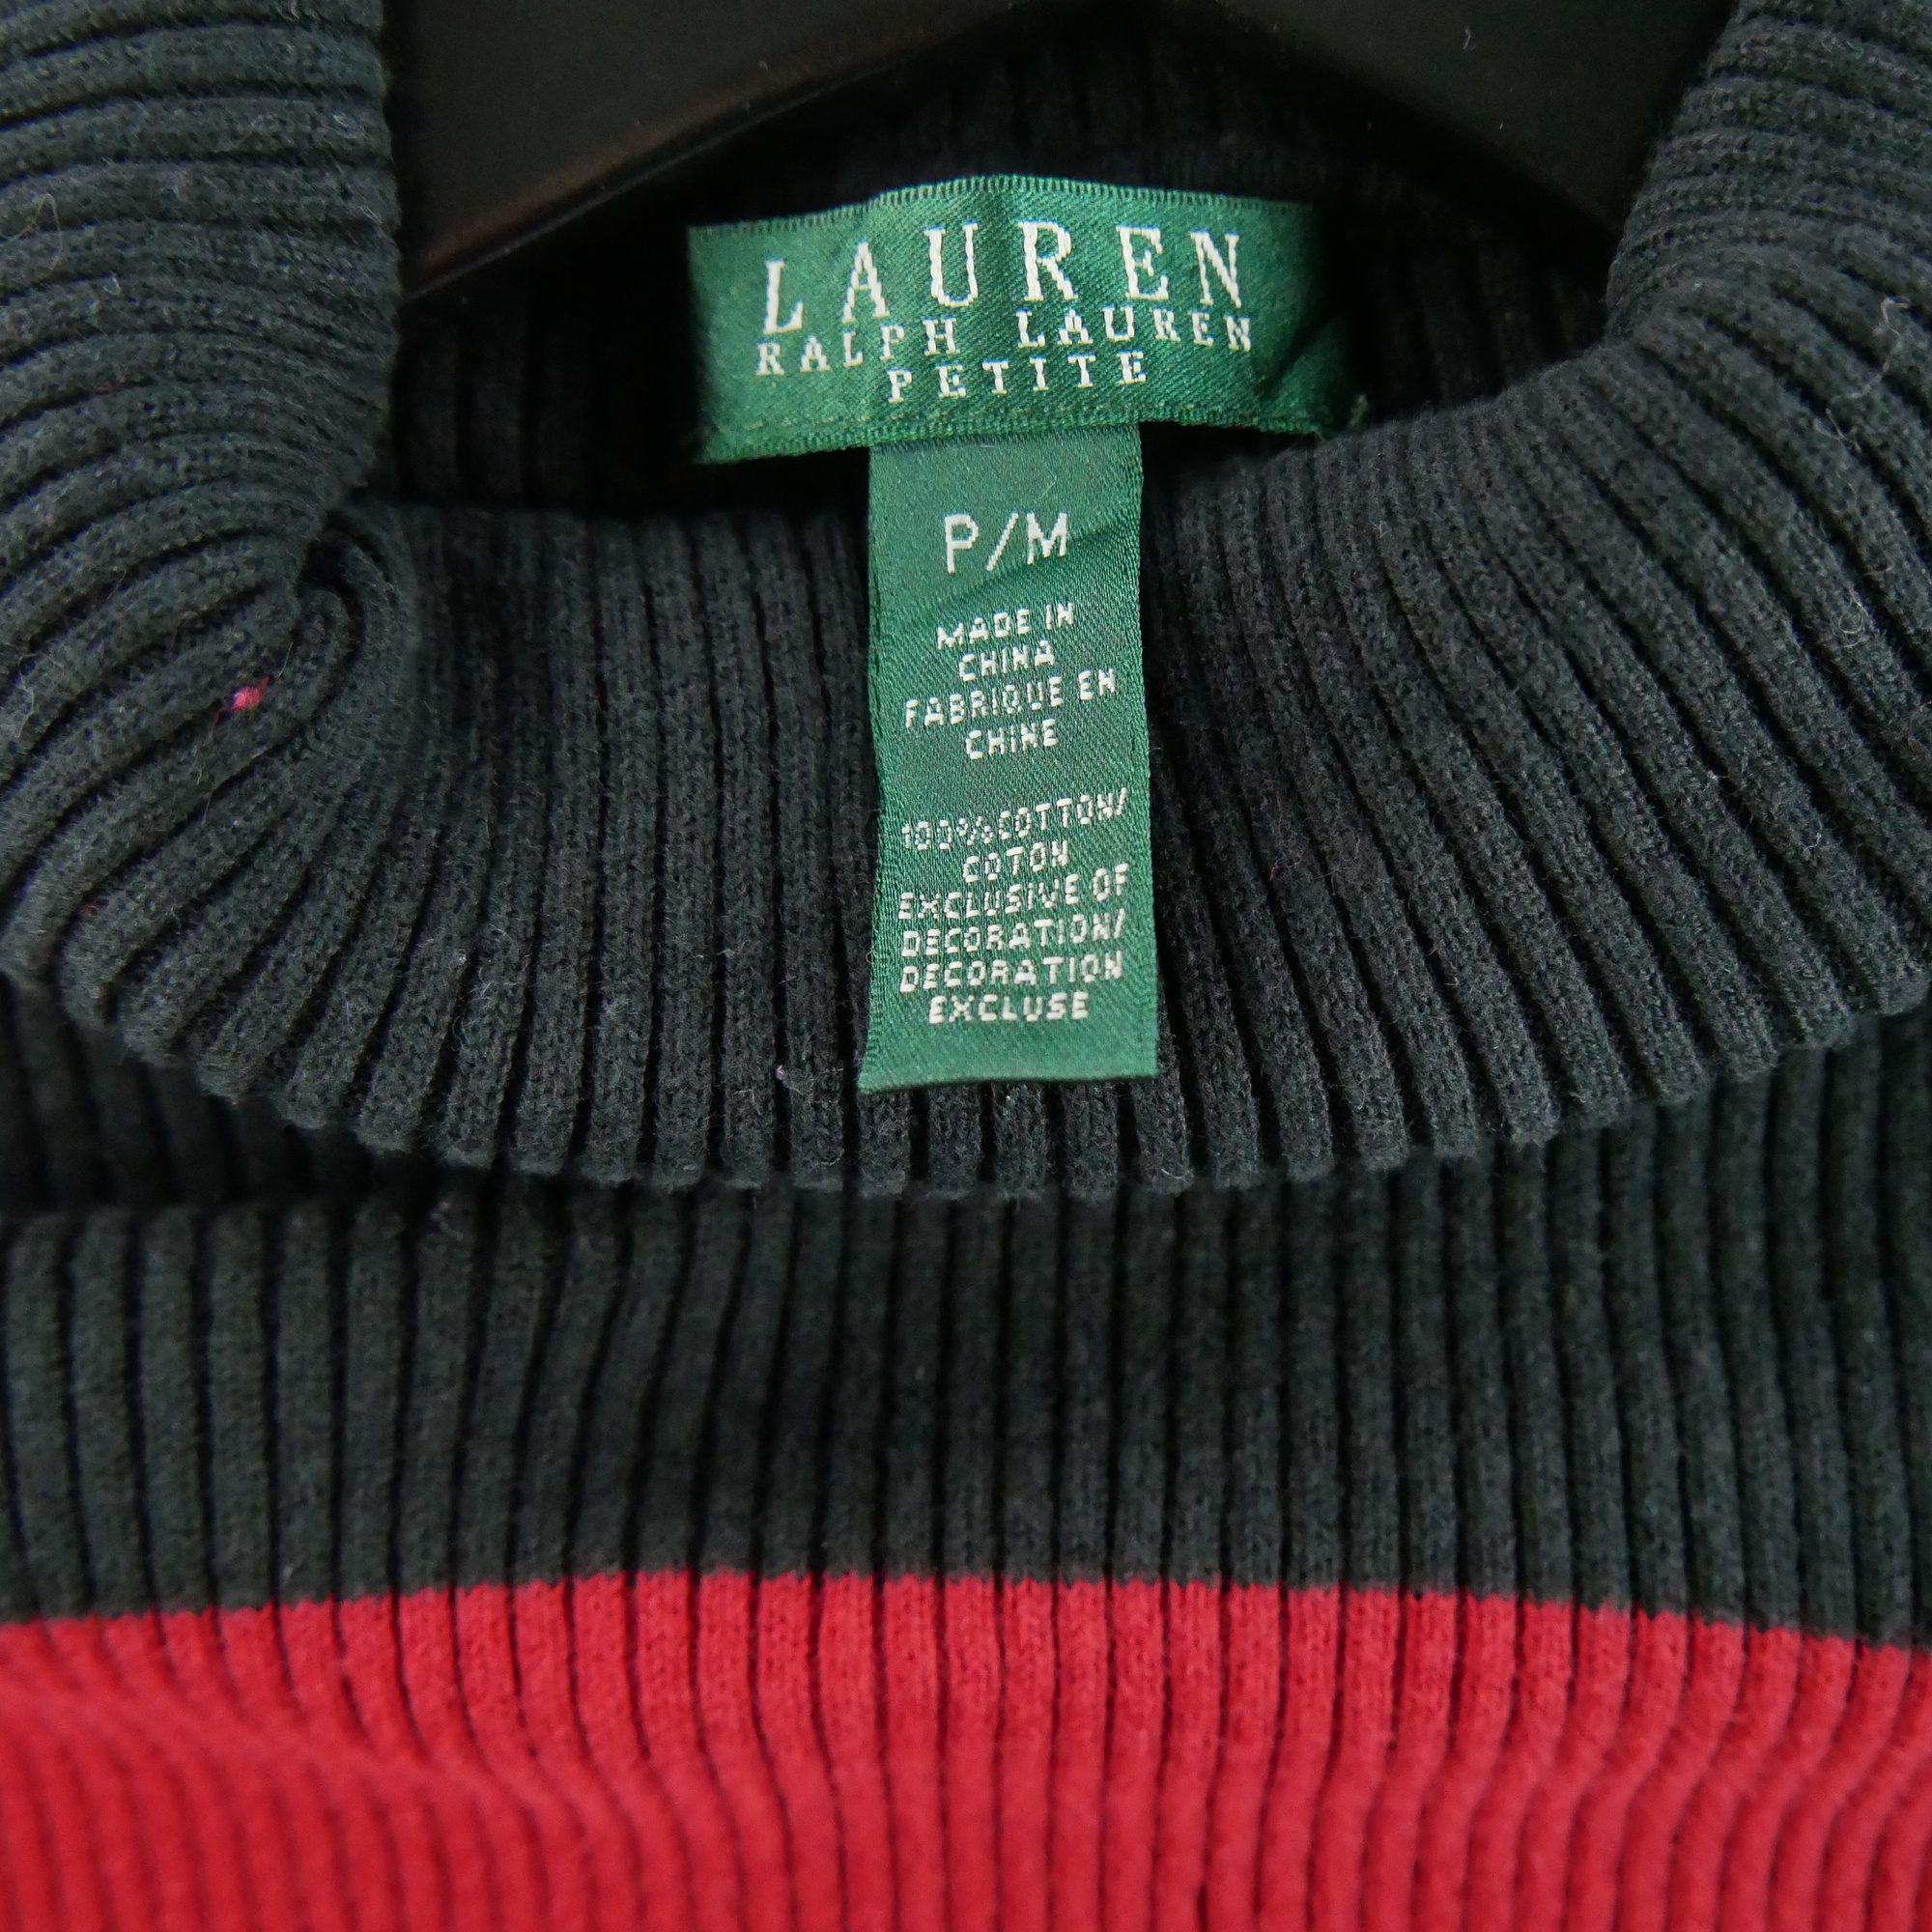 LAUREN
RALPH LAUREN
PETITE
P/M
MADE IN
CHINA
FABRIQUE EN
CHINE
100%COTTON/
COTON
EXCLUSIVE OF
DECORATION/
DECORATION
EXCLUSE